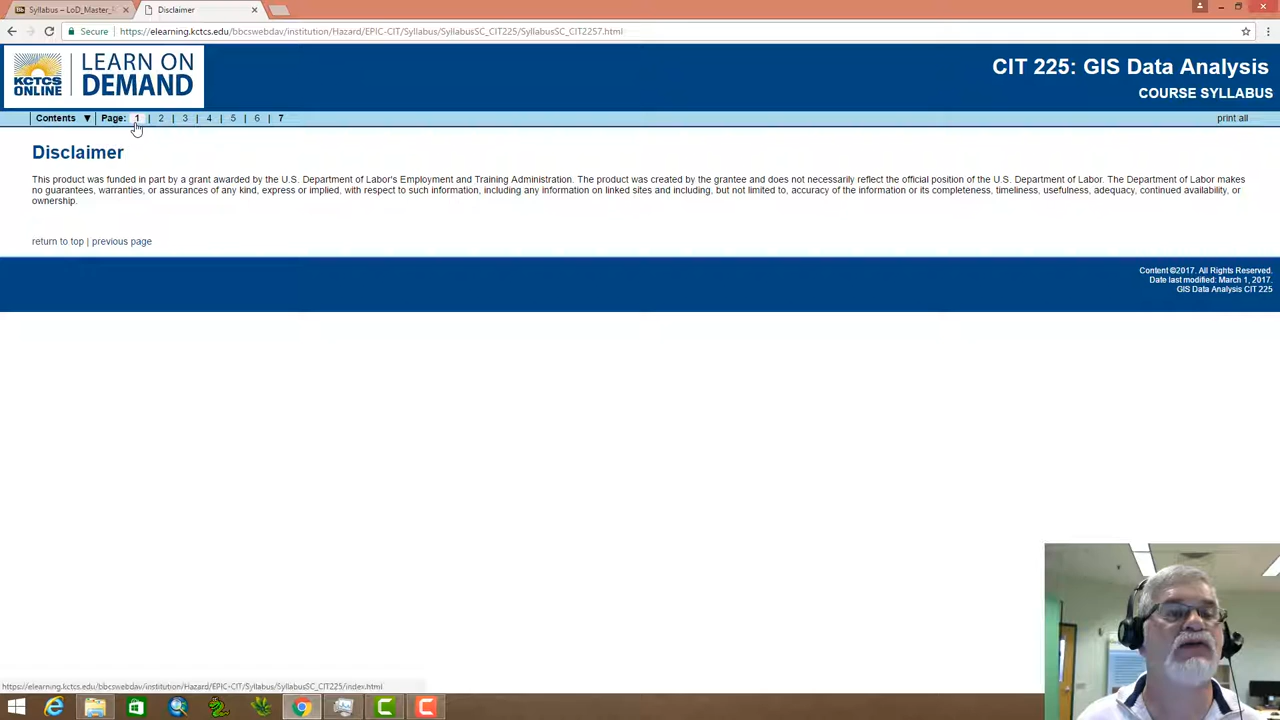 Syllabus – LoD_Master_
Disclaimer
Secure
https://elearning.kctcs.edu/bbcswebdav/institution/Hazard/EPIC-CIT/Syllabus/SyllabusSC_CIT225/SyllabusSC_CIT2257.html
KCTCS
ONLINE
LEARN ON
DEMAND
CIT 225: GIS Data Analysis
COURSE SYLLABUS
Contents ▼ | Page: 1 | 2 | 3 | 4 | 5 | 6 | 7
print all
Disclaimer
This product was funded in part by a grant awarded by the U.S. Department of Labor's Employment and Training Administration. The product was created by the grantee and does not necessarily reflect the official position of the U.S. Department of Labor. The Department of Labor makes
no guarantees, warranties, or assurances of any kind, express or implied, with respect to such information, including any information on linked sites and including, but not limited to, accuracy of the information or its completeness, timeliness, usefulness, adequacy, continued availability, or
ownership.
return to top | previous page
Content ©2017. All Rights Reserved.
Date last modified: March 1, 2017.
GIS Data Analysis CIT 225
https://elearning.kctcs.edu/bbcswebdav/institution/Hazard/EPIC-CIT/Syllabus/SyllabusSC_CIT225/index.html